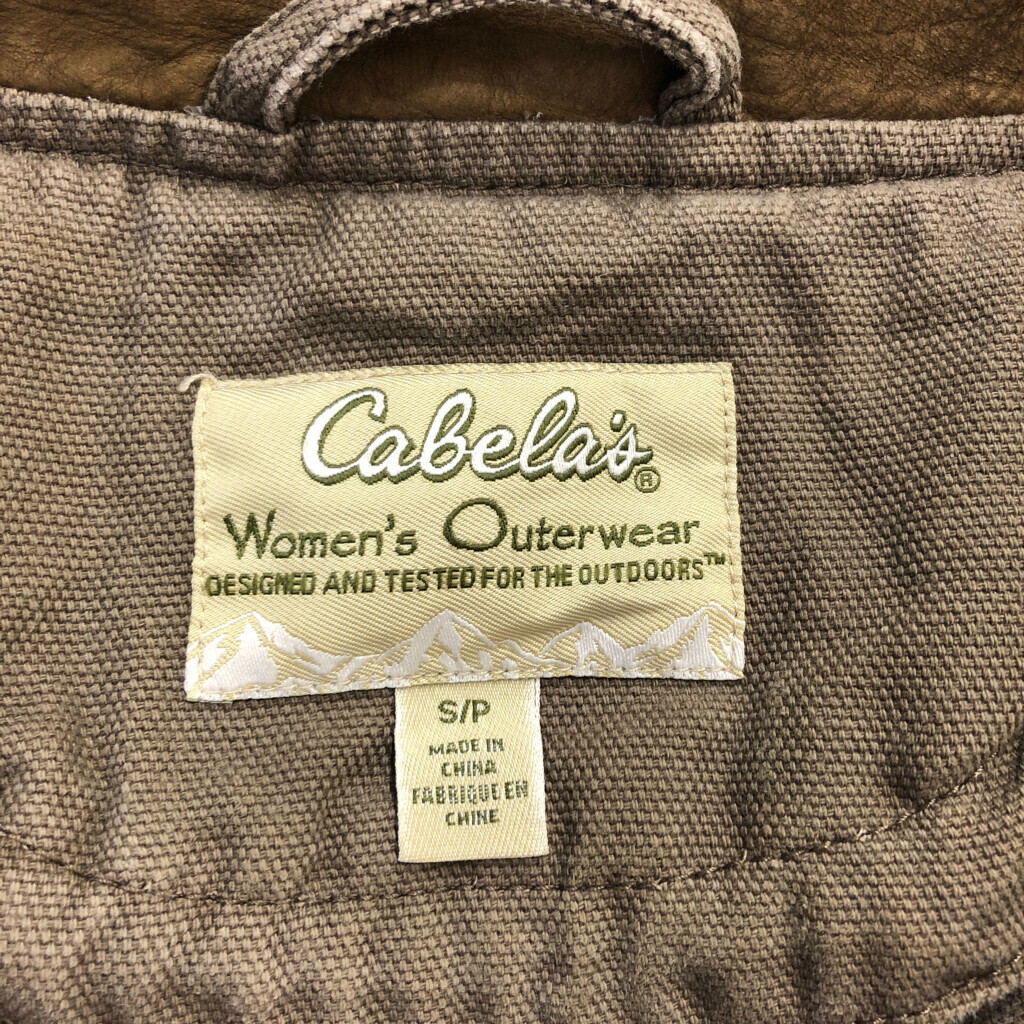 Cabela's®
Women's Outerwear
DESIGNED AND TESTED FOR THE OUTDOORS™
S/P
MADE IN
CHINA
FABRIQUE EN
CHINE